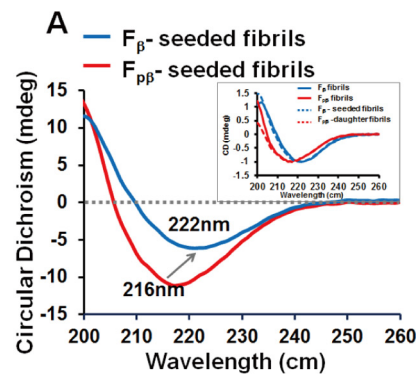 A
Fβ- seeded fibrils
Fpβ- seeded fibrils
Circular Dichroism (mdeg)
15
10
5
0
-5
-10
-15
222nm
216nm
200 210 220 230 240 250 260
Wavelength (cm)
CD (mdeg)
1.5
1.0
0.5
0.0
-0.5
-1.0
-1.5
Fβ fibrils
Fpβ fibrils
Fβ - seeded fibrils
Fpβ -daughter fibrils
200 210 220 230 240 250 260
Wavelength (cm)